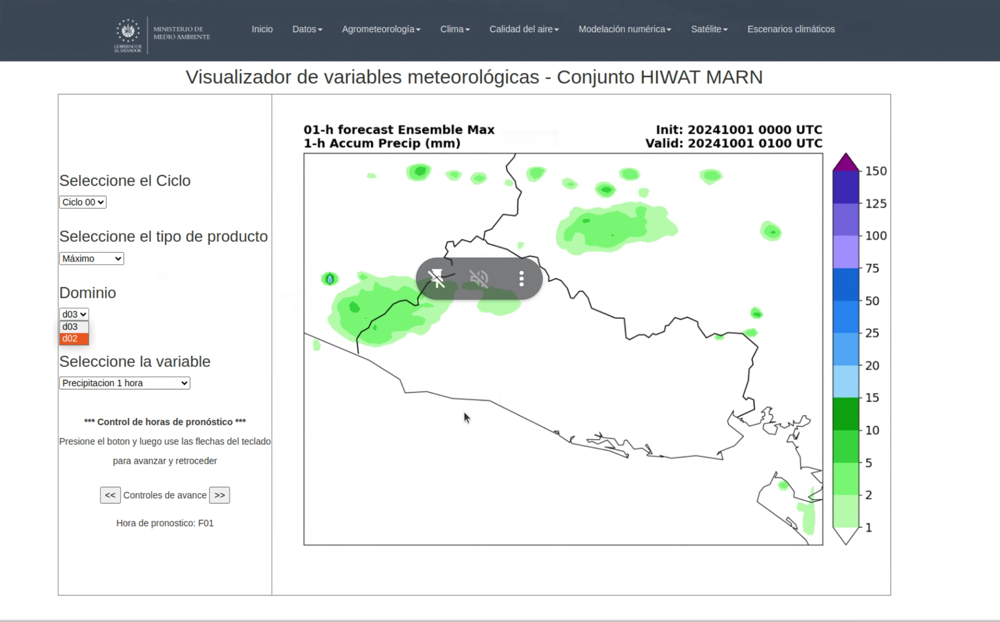 MINISTERIO DE
MEDIO AMBIENTE
GOBIERNO DE
EL SALVADOR
Inicio
Datos
Agrometeorología
Clima
Calidad del aire
Modelación numérica
Satélite
Escenarios climáticos
Visualizador de variables meteorológicas - Conjunto HIWAT MARN
Seleccione el Ciclo
Ciclo 00
Seleccione el tipo de producto
Máximo
Dominio
d03
d03
d02
Seleccione la variable
Precipitacion 1 hora
*** Control de horas de pronóstico ***
Presione el boton y luego use las flechas del teclado
para avanzar y retroceder
<< Controles de avance >>
Hora de pronostico: F01
01-h forecast Ensemble Max
1-h Accum Precip (mm)
Init: 20241001 0000 UTC
Valid: 20241001 0100 UTC
150
125
100
75
50
25
20
15
10
5
2
1